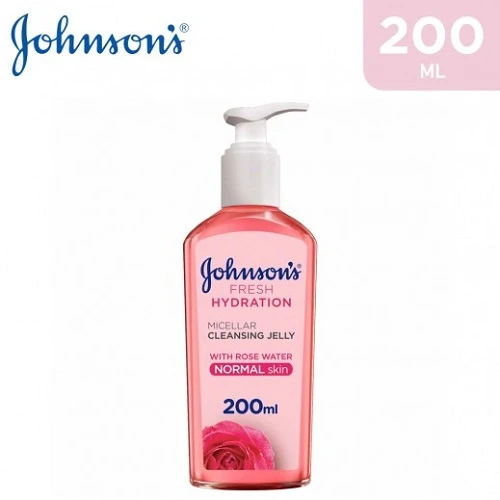 Johnson's
200
ML
Johnson's
FRESH
HYDRATION
MICELLAR
CLEANSING JELLY
WITH ROSE WATER
NORMAL skin
200ml